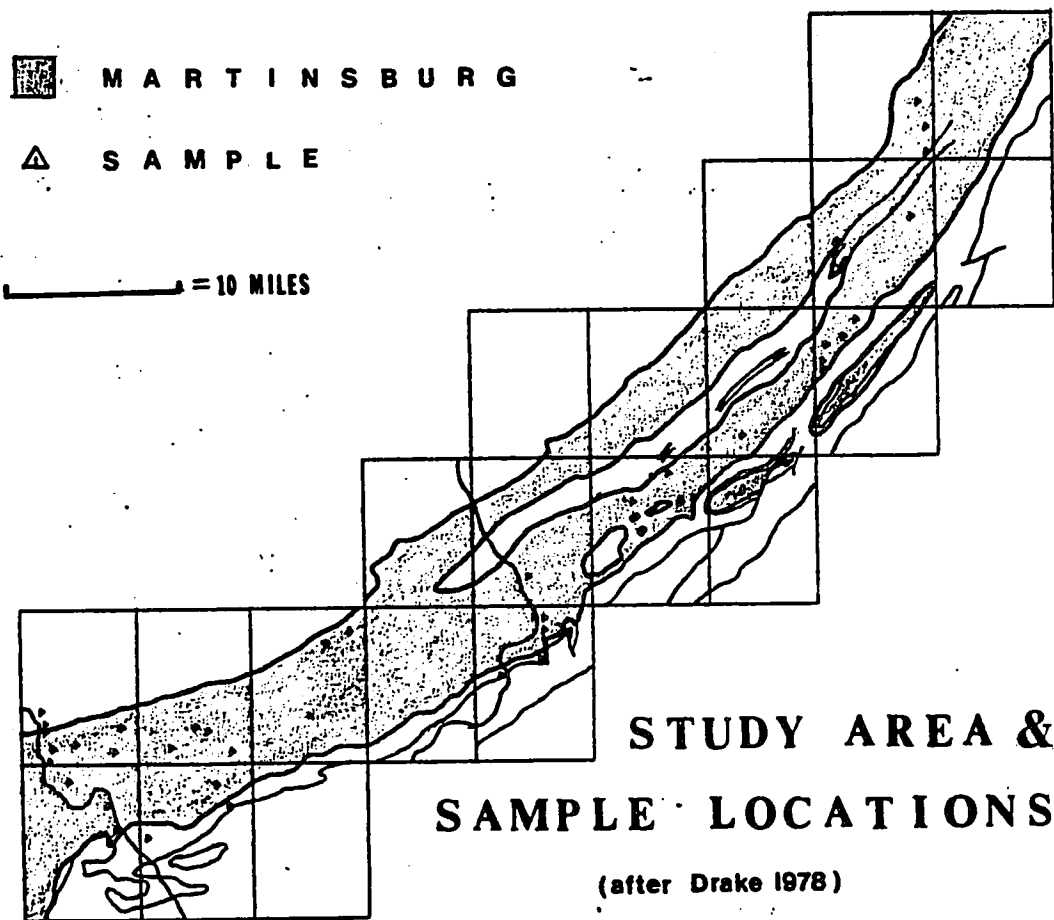 MARTINSBURG
SAMPLE
= 10 MILES
STUDY AREA &
SAMPLE LOCATIONS
(after Drake 1978)